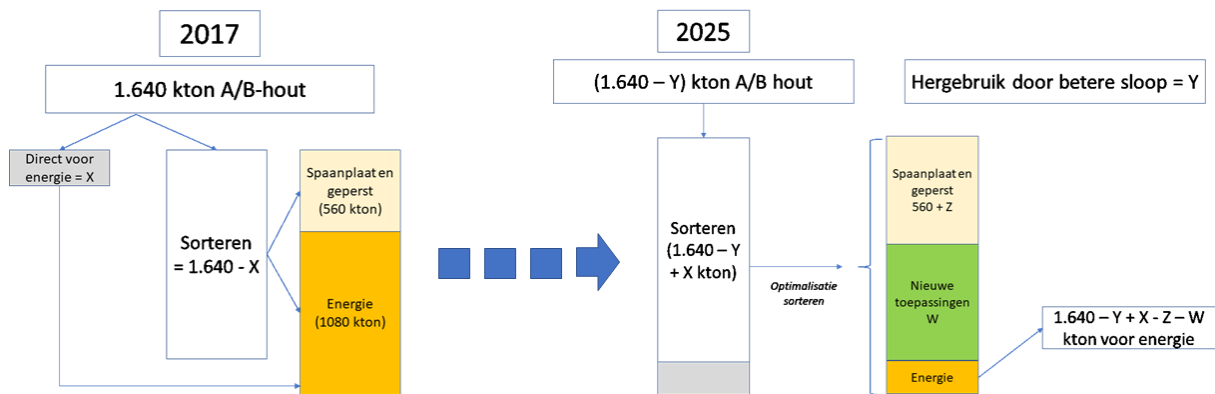 2017
1.640 kton A/B-hout
Direct voor
energie = X
Sorteren
= 1.640 - X
Spaanplaat en
geperst
(560 kton)
Energie
(1080 kton)
2025
(1.640 – Y) kton A/B hout
Hergebruik door betere sloop = Y
Sorteren
(1.640 – Y
+ X kton)
Optimalisatie
sorteren
Spaanplaat en
geperst
560 + Z
Nieuwe
toepassingen
W
Energie
1.640 – Y + X - Z – W
kton voor energie